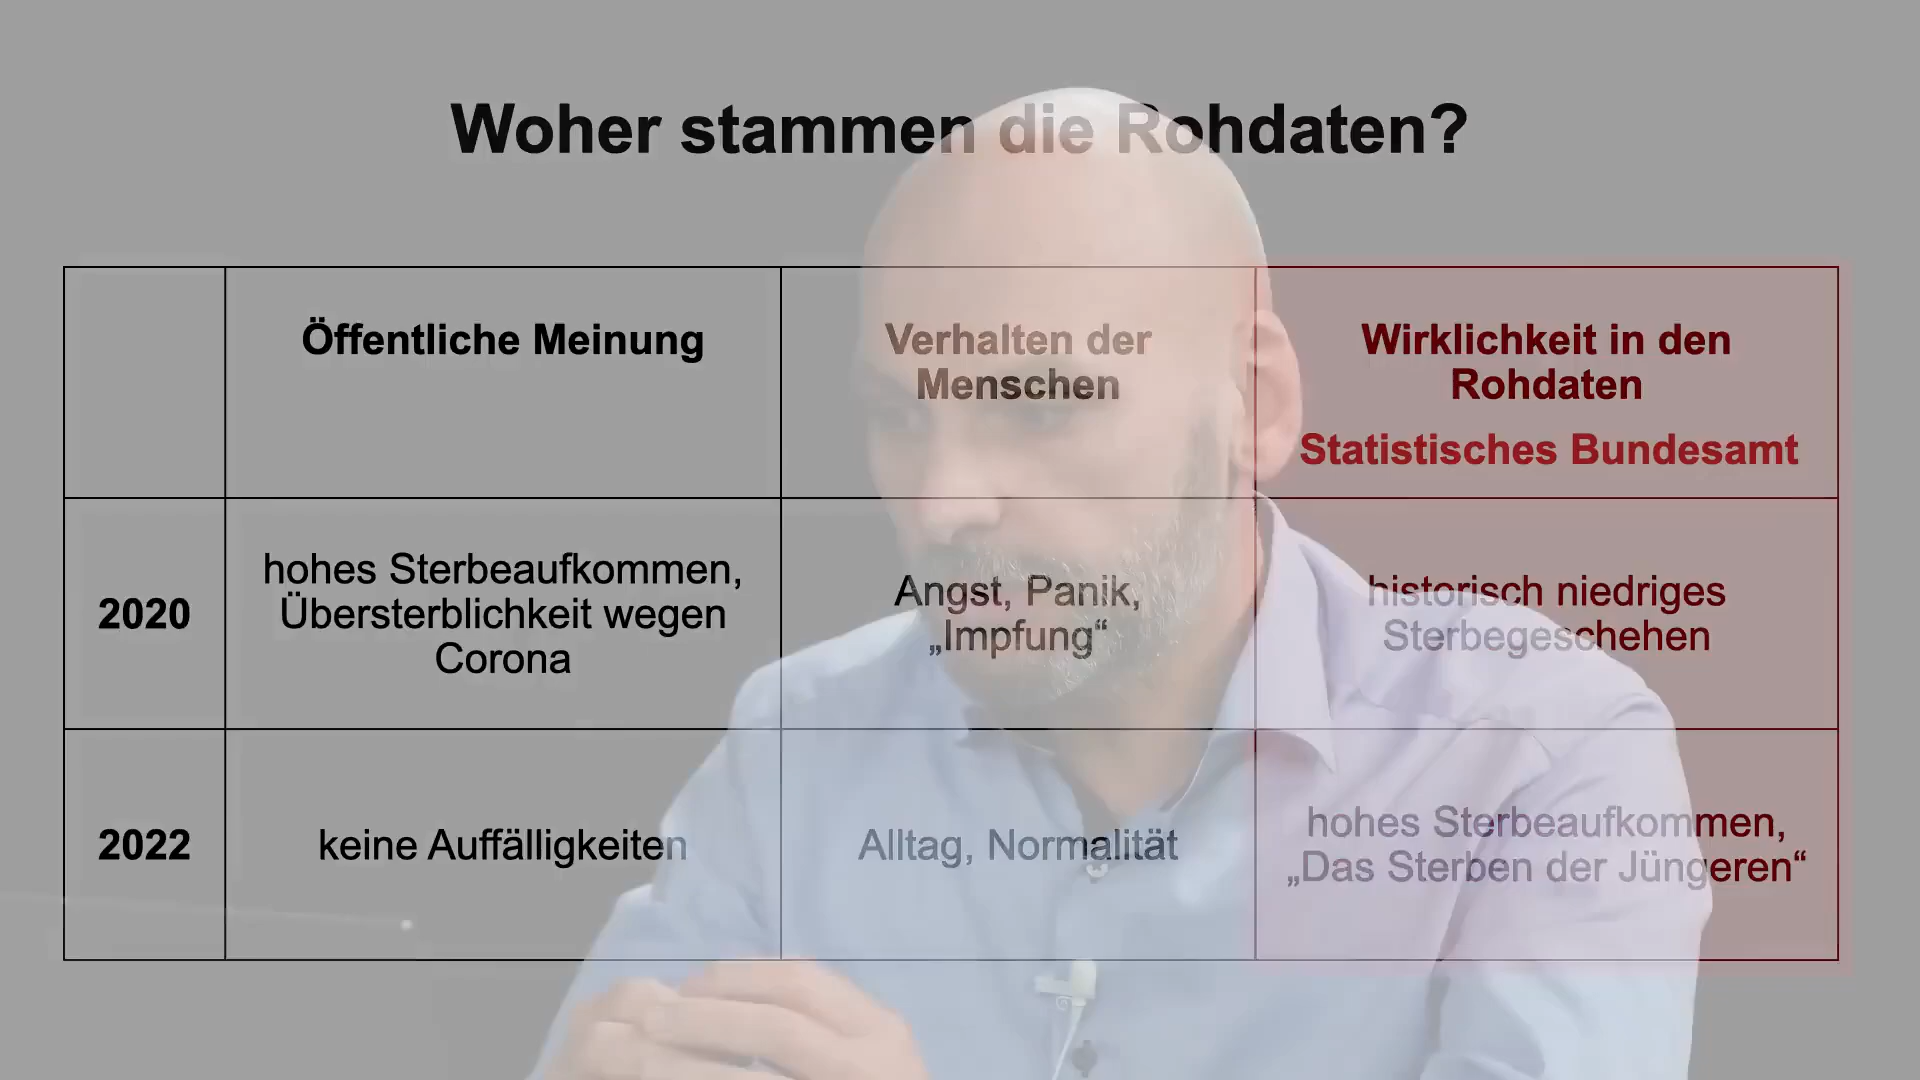 Woher stammen die Rohdaten?
Öffentliche Meinung
Verhalten der
Menschen
Wirklichkeit in den
Rohdaten
Statistisches Bundesamt
2020
hohes Sterbeaufkommen,
Übersterblichkeit wegen
Corona
Angst, Panik,
„Impfung“
historisch niedriges
Sterbegeschehen
2022
keine Auffälligkeiten
Alltag, Normalität
hohes Sterbeaufkommen,
„Das Sterben der Jüngeren“